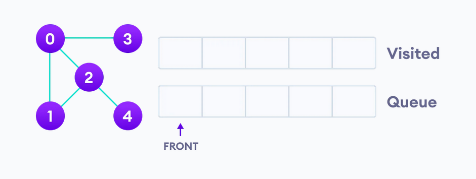 0 3
2
1 4
Visited
Queue
FRONT